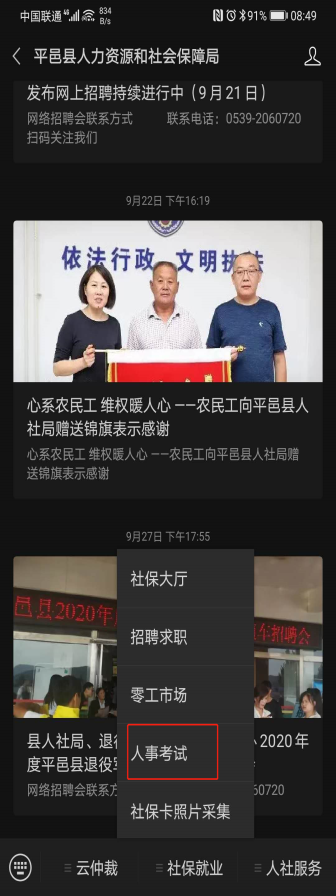 中国联通 46 834 B/s 91% 08:49
平邑县人力资源和社会保障局
发布网上招聘持续进行中（9月21日）
网络招聘会联系方式 联系电话：0539-2060720
扫码关注我们
9月22日 下午16:19
依法行政 文明执法
心系农民工 维权暖人心 ——农民工向平邑县人
社局赠送锦旗表示感谢
心系农民工 维权暖人心 ——农民工向平邑县人社局赠
送锦旗表示感谢
9月27日 下午17:55
邑县2020年
车招聘会
社保大厅
招聘求职
零工市场
人事考试
社保卡照片采集
县人社局、退 2020年
度平邑县退役
网络招聘会联系方 60720
云仲裁
社保就业
人社服务